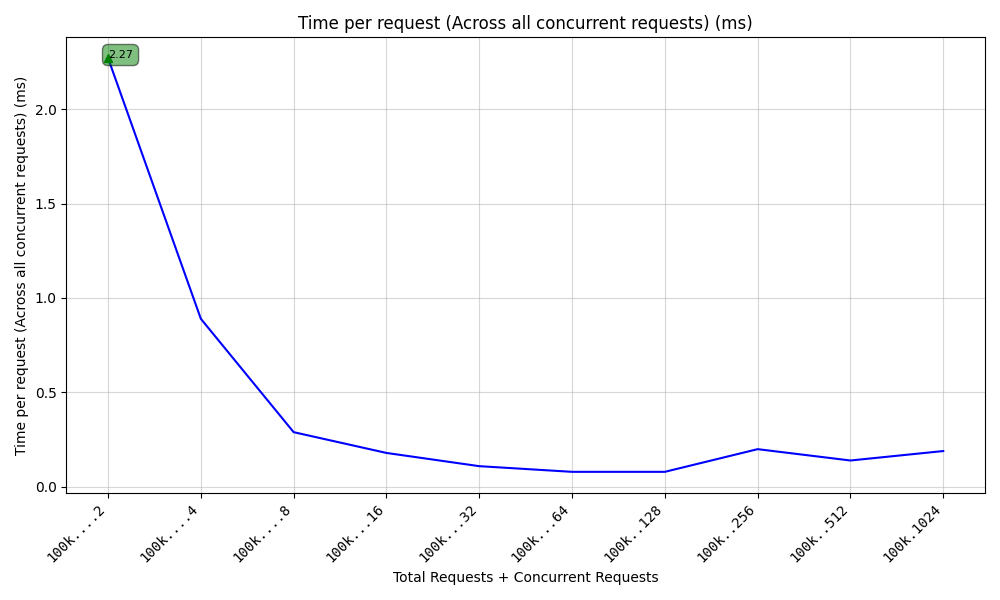 Time per request (Across all concurrent requests) (ms)
2.27
Time per request (Across all concurrent requests) (ms)
2.0
1.5
1.0
0.5
0.0
100k....2
100k....4
100k....8
100k...16
100k...32
100k...64
100k..128
100k..256
100k..512
100k.1024
Total Requests + Concurrent Requests